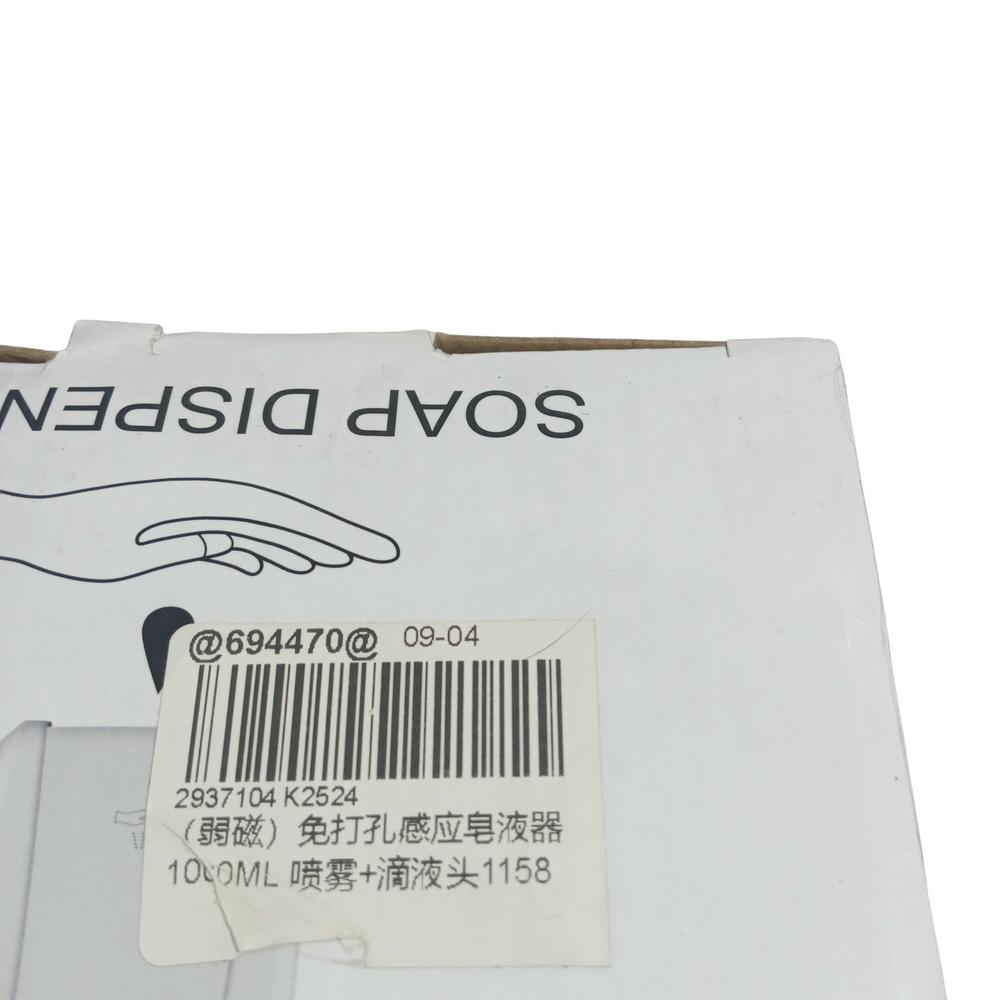 SOAP DISPEN
@694470@ 09-04
2937104 K2524
（弱磁）免打孔感应皂液器
1000ML 喷雾+滴液头1158